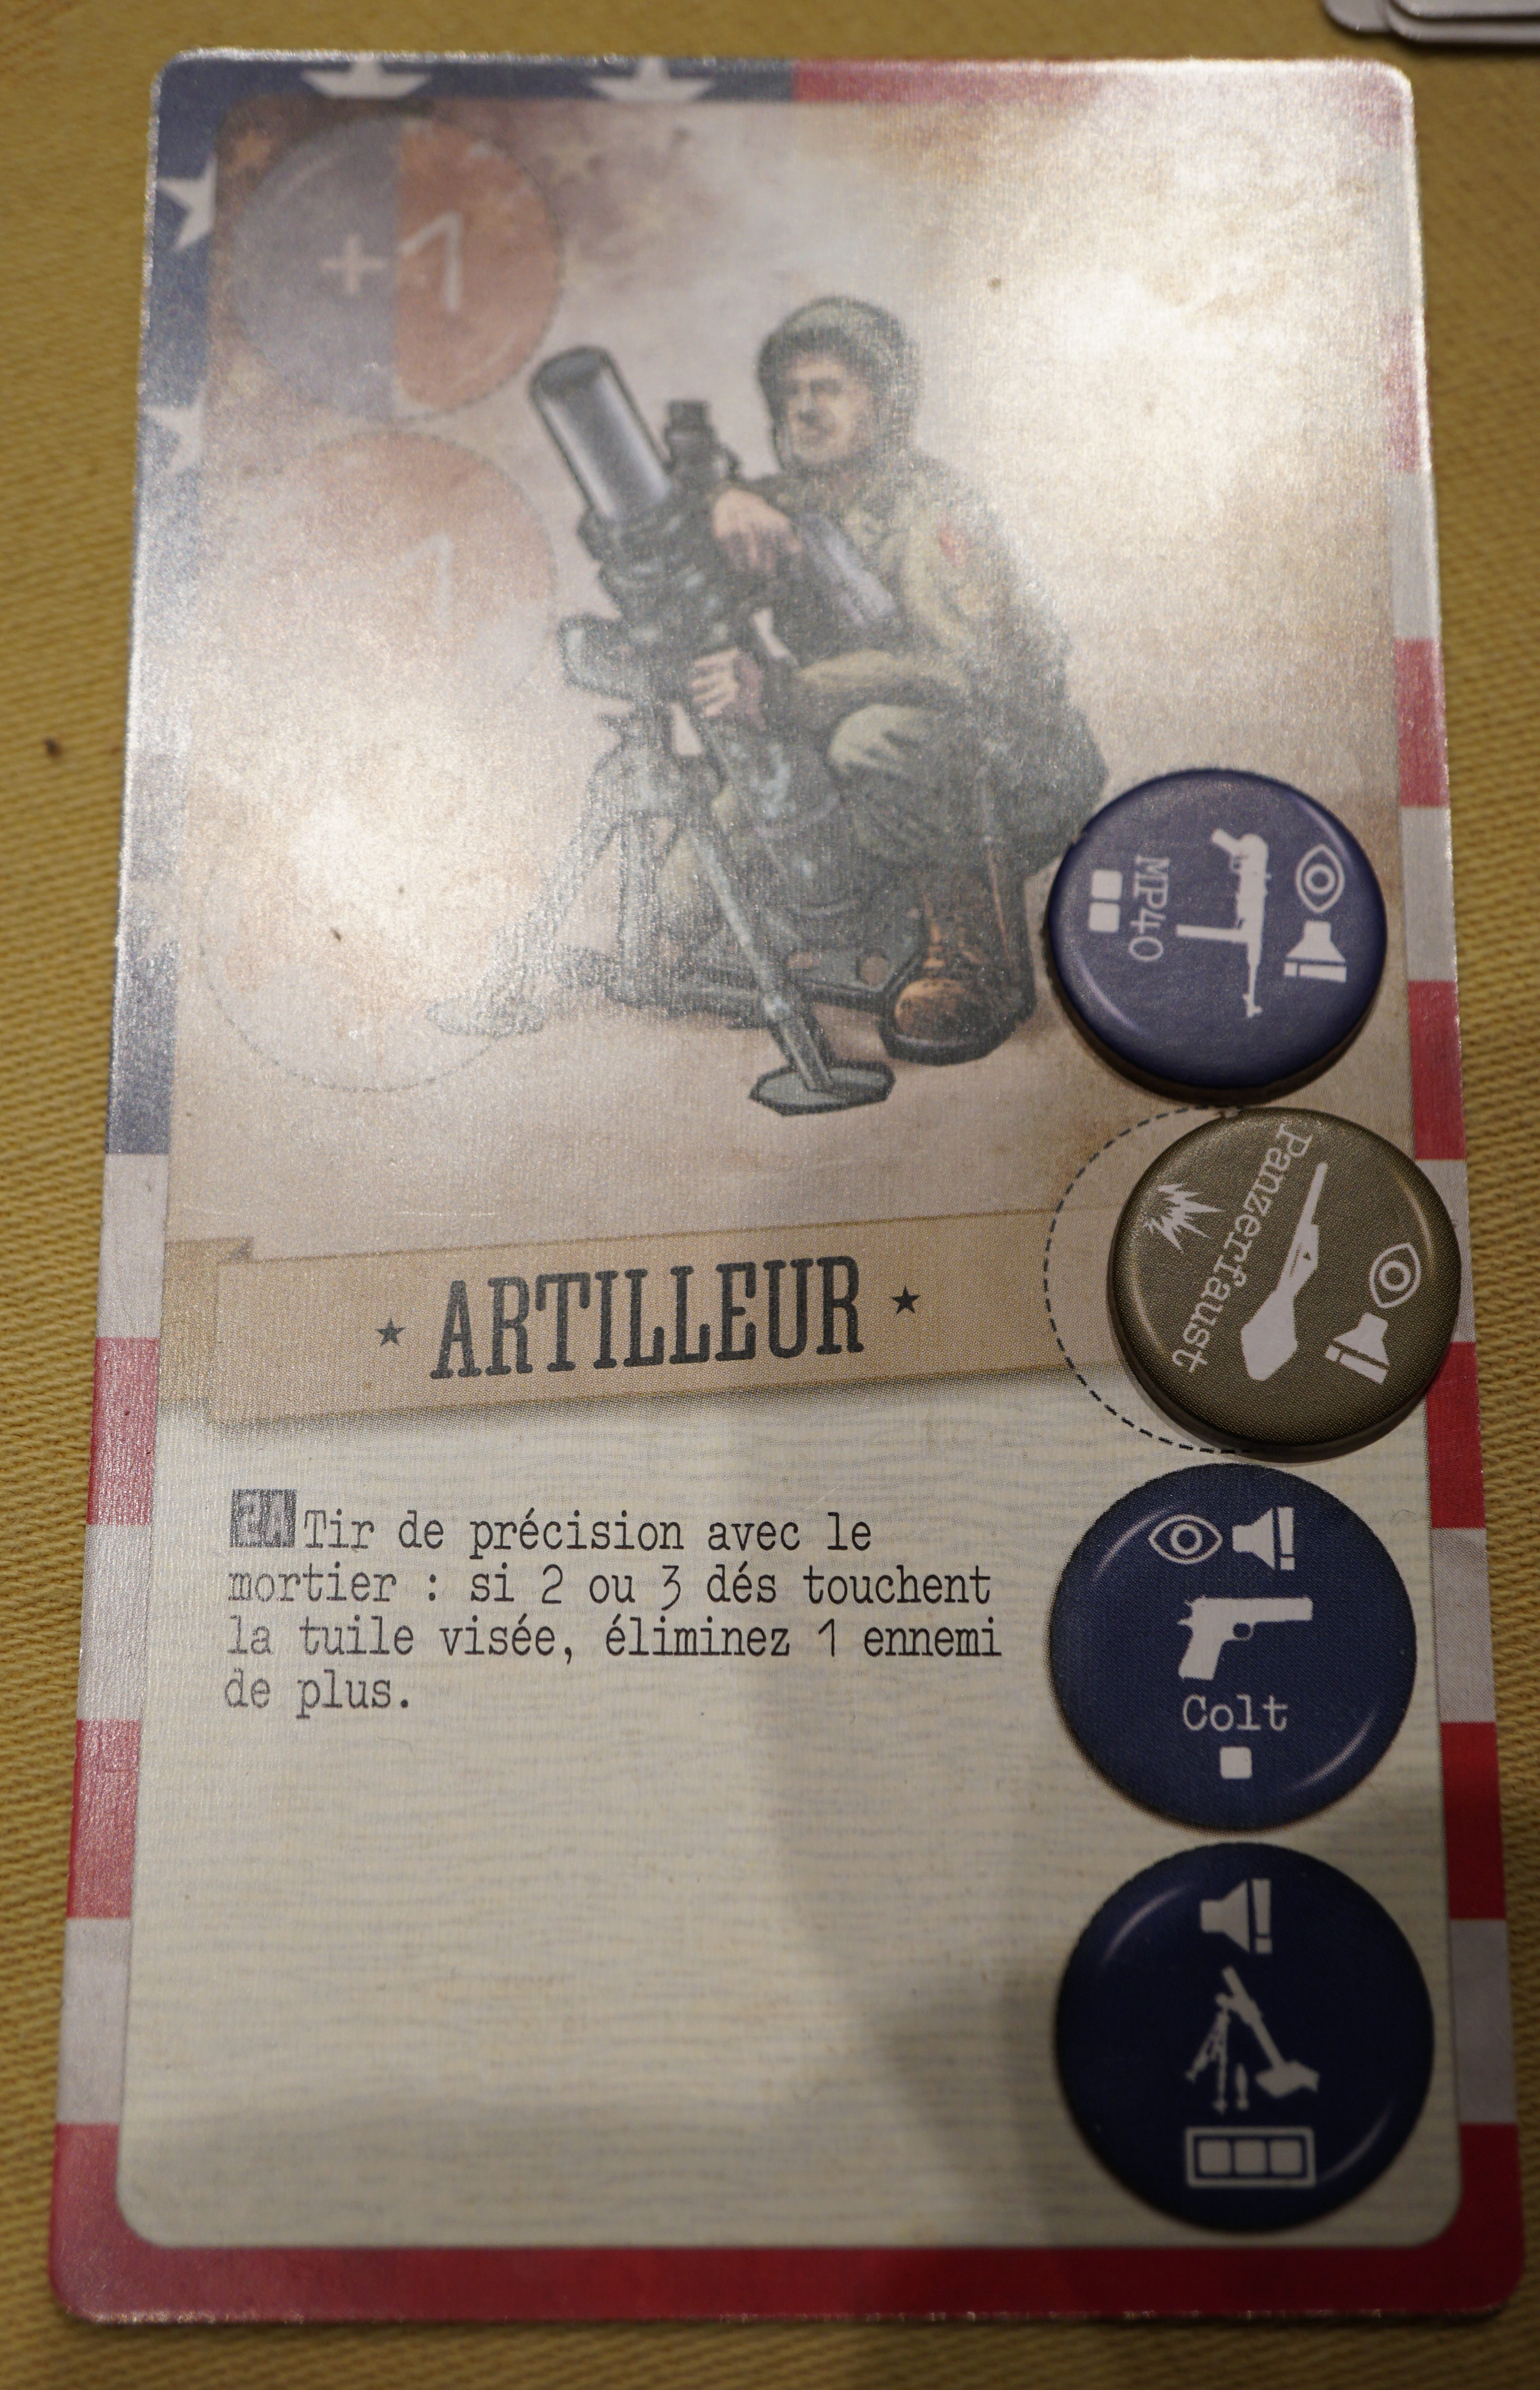 +1
1
MP40
Panzerfaust
ARTILLEUR
2A Tir de précision avec le
mortier : si 2 ou 3 dés touchent
la tuile visée, éliminez 1 ennemi
de plus.
Colt